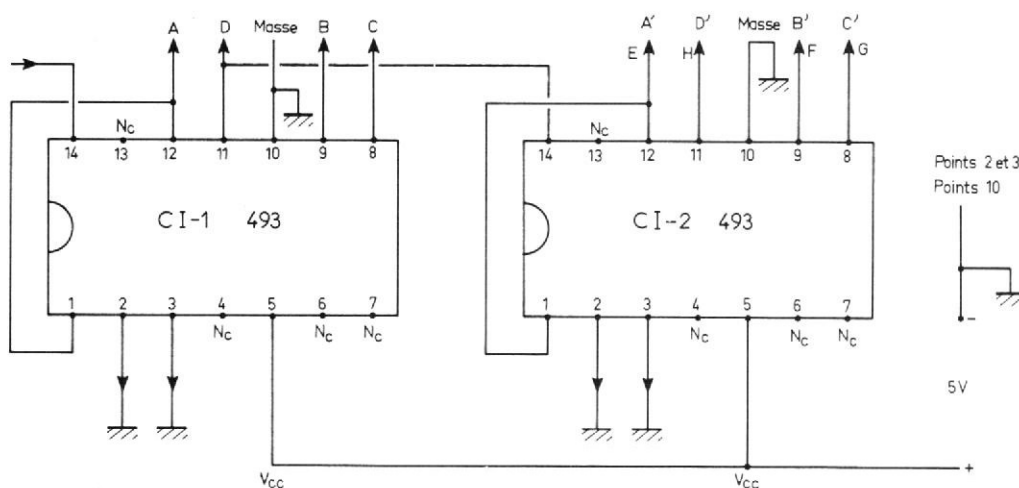 A D Masse B C A' D' Masse B' C'
E H F G
14 Nc 13 12 11 10 9 8 14 Nc 13 12 11 10 9 8
Points 2 et 3
Points 10
CI-1 493 CI-2 493
1 2 3 4 5 6 7 1 2 3 4 5 6 7
Nc Nc Nc Nc Nc Nc
-
5V
Vcc Vcc +